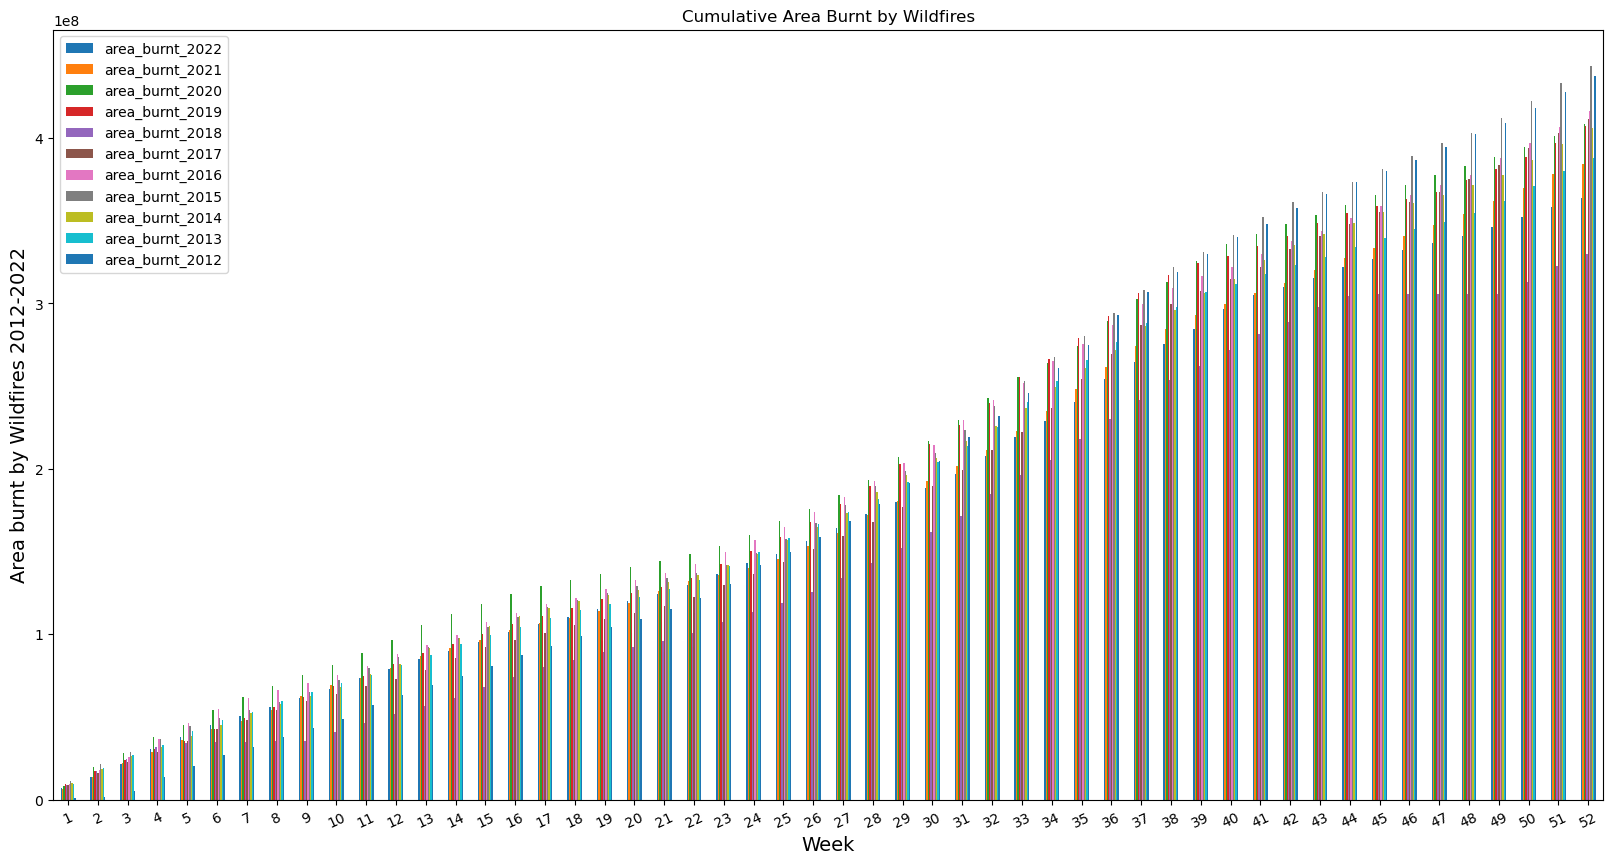 Cumulative Area Burnt by Wildfires
1e8
area_burnt_2022
area_burnt_2021
area_burnt_2020
area_burnt_2019
area_burnt_2018
area_burnt_2017
area_burnt_2016
area_burnt_2015
area_burnt_2014
area_burnt_2013
area_burnt_2012
Area burnt by Wildfires 2012-2022
4
3
2
1
0
1 2 3 4 5 6 7 8 9 10 11 12 13 14 15 16 17 18 19 20 21 22 23 24 25 26 27 28 29 30 31 32 33 34 35 36 37 38 39 40 41 42 43 44 45 46 47 48 49 50 51 52
Week